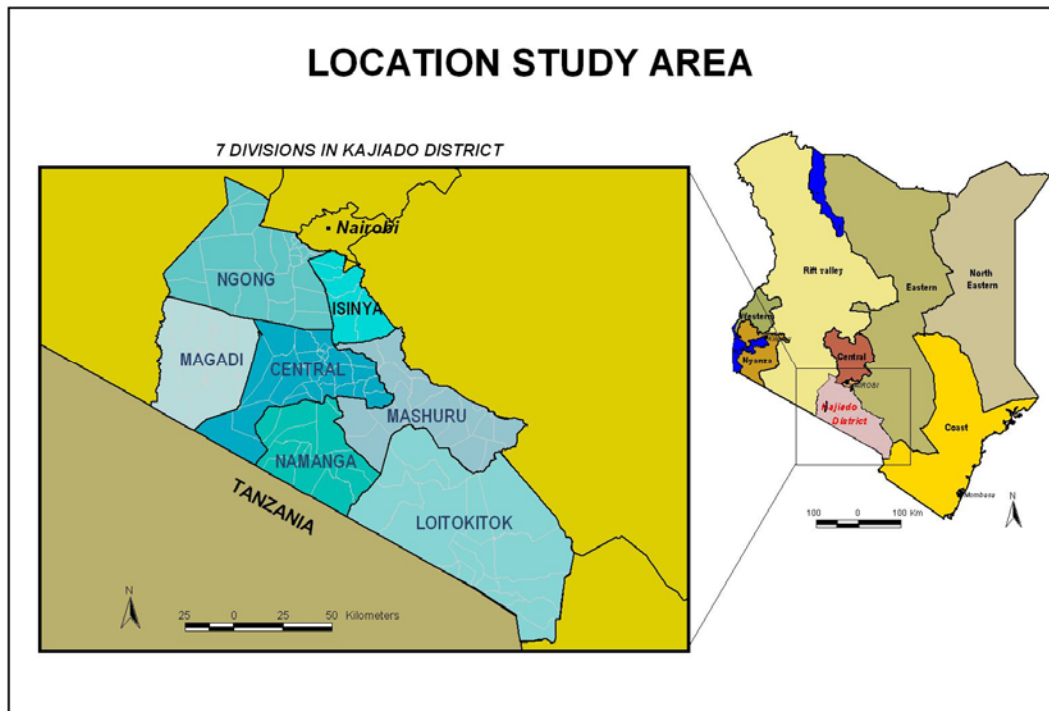 LOCATION STUDY AREA
7 DIVISIONS IN KAJIADO DISTRICT
Nairobi
NGONG
ISINYA
MAGADI
CENTRAL
MASHURU
NAMANGA
TANZANIA
LOITOKITOK
N
25 0 25 50 Kilometers
Rift valley
North
Eastern
Eastern
Western
Nyanza
Central
NAIROBI
Kajiado
District
Coast
Mombasa
100 0 100 Km
N